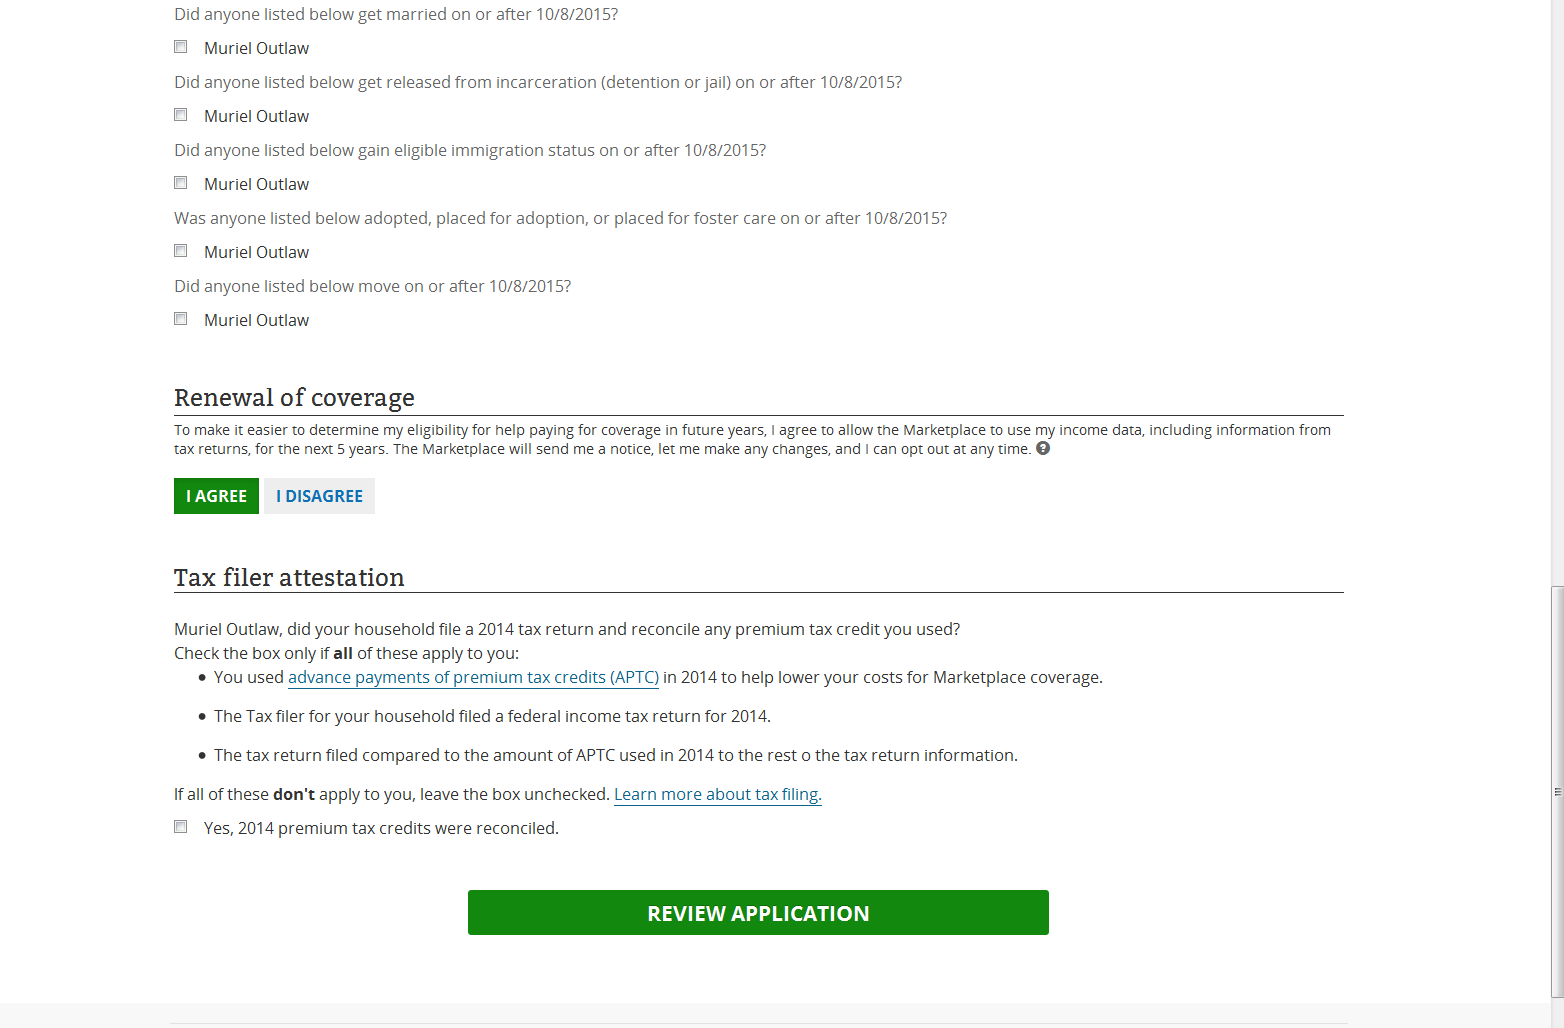 Did anyone listed below get married on or after 10/8/2015?
Muriel Outlaw
Did anyone listed below get released from incarceration (detention or jail) on or after 10/8/2015?
Muriel Outlaw
Did anyone listed below gain eligible immigration status on or after 10/8/2015?
Muriel Outlaw
Was anyone listed below adopted, placed for adoption, or placed for foster care on or after 10/8/2015?
Muriel Outlaw
Did anyone listed below move on or after 10/8/2015?
Muriel Outlaw
Renewal of coverage
To make it easier to determine my eligibility for help paying for coverage in future years, I agree to allow the Marketplace to use my income data, including information from
tax returns, for the next 5 years. The Marketplace will send me a notice, let me make any changes, and I can opt out at any time. ?
I AGREE I DISAGREE
Tax filer attestation
Muriel Outlaw, did your household file a 2014 tax return and reconcile any premium tax credit you used?
Check the box only if all of these apply to you:
• You used advance payments of premium tax credits (APTC) in 2014 to help lower your costs for Marketplace coverage.
• The Tax filer for your household filed a federal income tax return for 2014.
• The tax return filed compared to the amount of APTC used in 2014 to the rest o the tax return information.
If all of these don't apply to you, leave the box unchecked. Learn more about tax filing.
Yes, 2014 premium tax credits were reconciled.
REVIEW APPLICATION